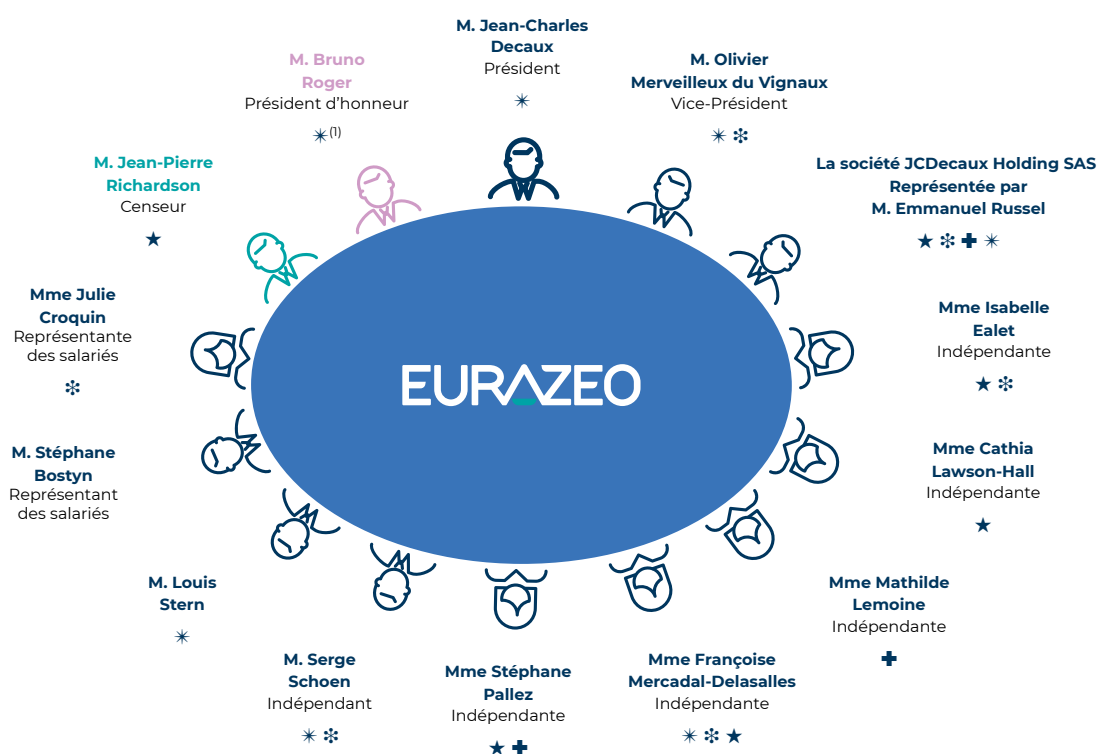 M. Jean-Charles
Decaux
Président
✴
M. Bruno
Roger
Président d'honneur
✴(1)
M. Olivier
Merveilleux du Vignaux
Vice-Président
✴ ❇
M. Jean-Pierre
Richardson
Censeur
★
La société JCDecaux Holding SAS
Représentée par
M. Emmanuel Russel
★ ❇ ✚ ✴
Mme Julie
Croquin
Représentante
des salariés
❇
Mme Isabelle
Ealet
Indépendante
★ ❇
EURAZEO
M. Stéphane
Bostyn
Représentant
des salariés
Mme Cathia
Lawson-Hall
Indépendante
★
M. Louis
Stern
✴
Mme Mathilde
Lemoine
Indépendante
✚
M. Serge
Schoen
Indépendant
✴ ❇
Mme Stéphane
Pallez
Indépendante
★ ✚
Mme Françoise
Mercadal-Delasalles
Indépendante
✴ ❇ ★